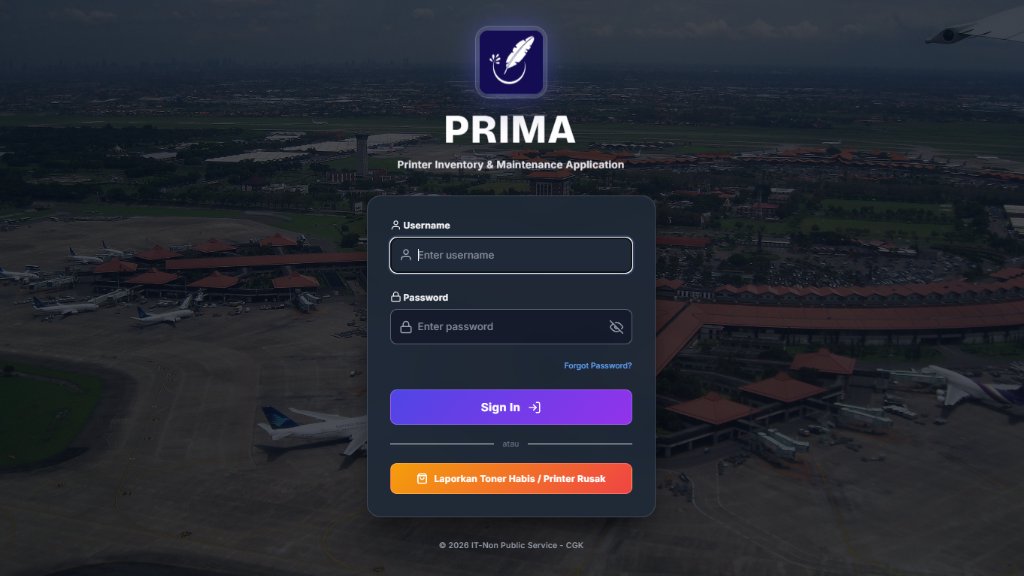 PRIMA
Printer Inventory & Maintenance Application
Username
Enter username
Password
Enter password
Forgot Password?
Sign In
atau
Laporkan Toner Habis / Printer Rusak
© 2026 IT-Non Public Service - CGK